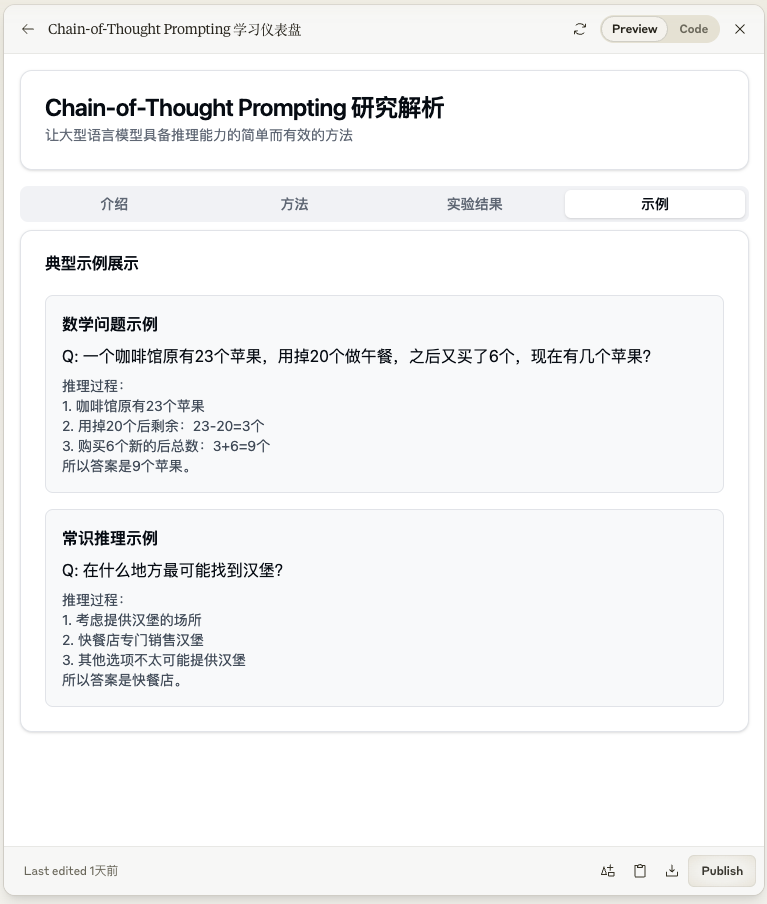 Chain-of-Thought Prompting 学习仪表盘
Preview
Code
Chain-of-Thought Prompting 研究解析
让大型语言模型具备推理能力的简单而有效的方法
介绍
方法
实验结果
示例
典型示例展示
数学问题示例
Q: 一个咖啡馆原有23个苹果，用掉20个做午餐，之后又买了6个，现在有几个苹果？
推理过程：
1. 咖啡馆原有23个苹果
2. 用掉20个后剩余：23-20=3个
3. 购买6个新的后总数：3+6=9个
所以答案是9个苹果。
常识推理示例
Q: 在什么地方最可能找到汉堡？
推理过程：
1. 考虑提供汉堡的场所
2. 快餐店专门销售汉堡
3. 其他选项不太可能提供汉堡
所以答案是快餐店。
Last edited 1天前
Publish